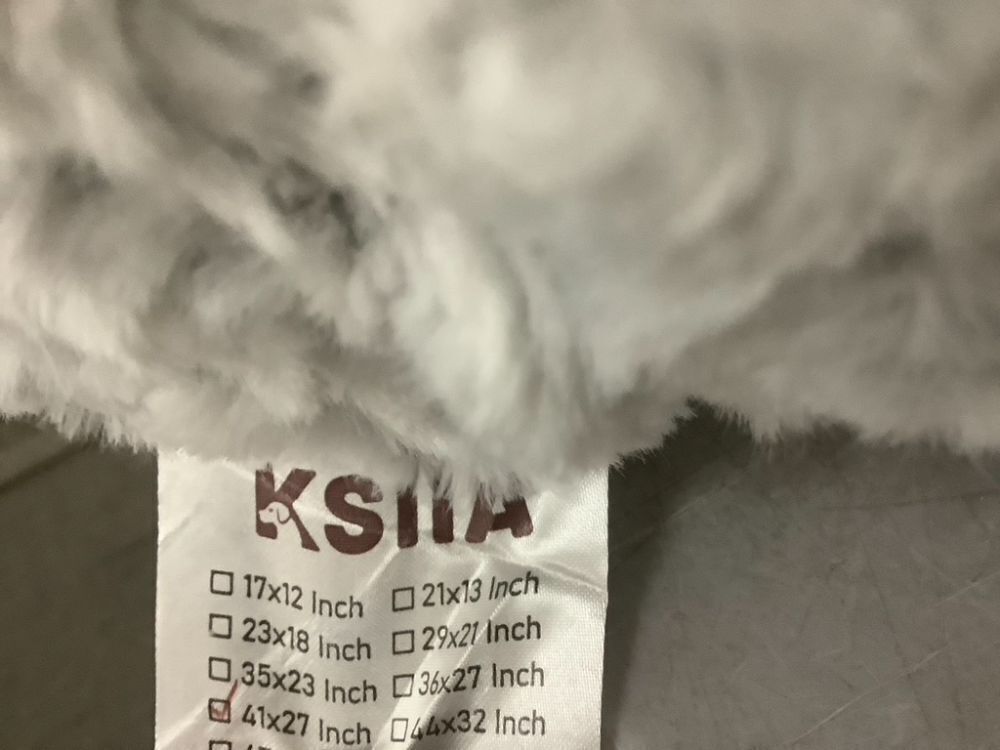 KSIIA
17x12 Inch 21x13 Inch
23x18 Inch 29x21 Inch
35x23 Inch 36x27 Inch
41x27 Inch 44x32 Inch